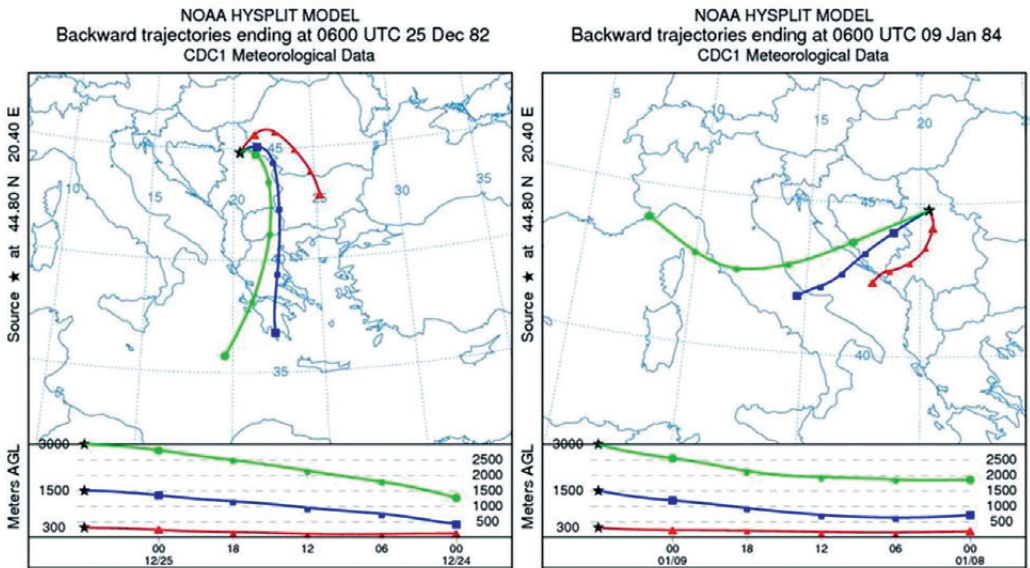 NOAA HYSPLIT MODEL
Backward trajectories ending at 0600 UTC 25 Dec 82
CDC1 Meteorological Data
Source ★ at 44.80 N 20.40 E
45
10
15
20
25
30
35
40
35
Meters AGL
3000
1500
300
2500
2000
1500
1000
500
00 18 12 06 00
12/25 12/24
NOAA HYSPLIT MODEL
Backward trajectories ending at 0600 UTC 09 Jan 84
CDC1 Meteorological Data
Source ★ at 44.80 N 20.40 E
5
10
15
20
45
40
Meters AGL
3000
1500
300
2500
2000
1500
1000
500
00 18 12 06 00
01/09 01/08